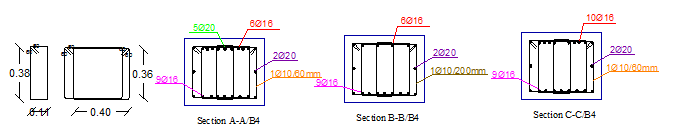 5Ø20
6Ø16
2Ø20
1Ø10/60mm
9Ø16
Section A-A/B4
6Ø16
2Ø20
1Ø10/200mm
9Ø16
Section B-B/B4
10Ø16
2Ø20
1Ø10/60mm
9Ø16
Section C-C/B4
0.38
0.36
0.40